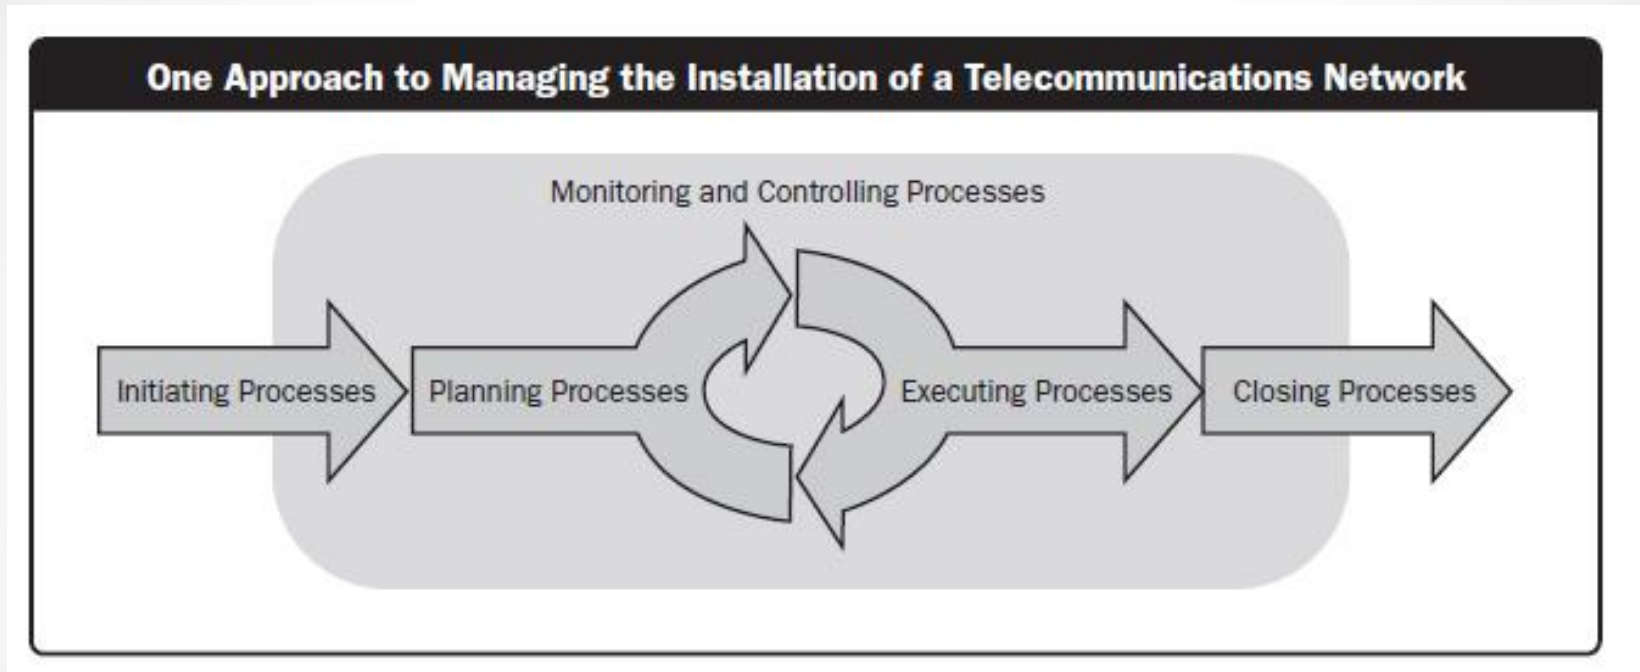 One Approach to Managing the Installation of a Telecommunications Network
Monitoring and Controlling Processes
Initiating Processes
Planning Processes
Executing Processes
Closing Processes